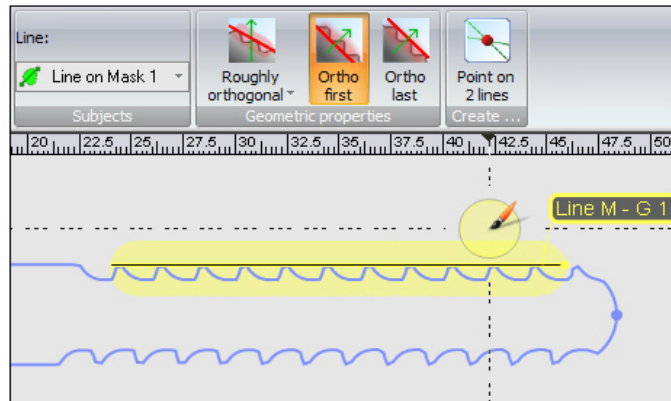 Line:
Line on Mask 1
Subjects
Roughly orthogonal
Ortho first
Ortho last
Geometric properties
Point on 2 lines
Create ...
20 22.5 25 27.5 30 32.5 35 37.5 40 42.5 45 47.5 50
Line M - G 1